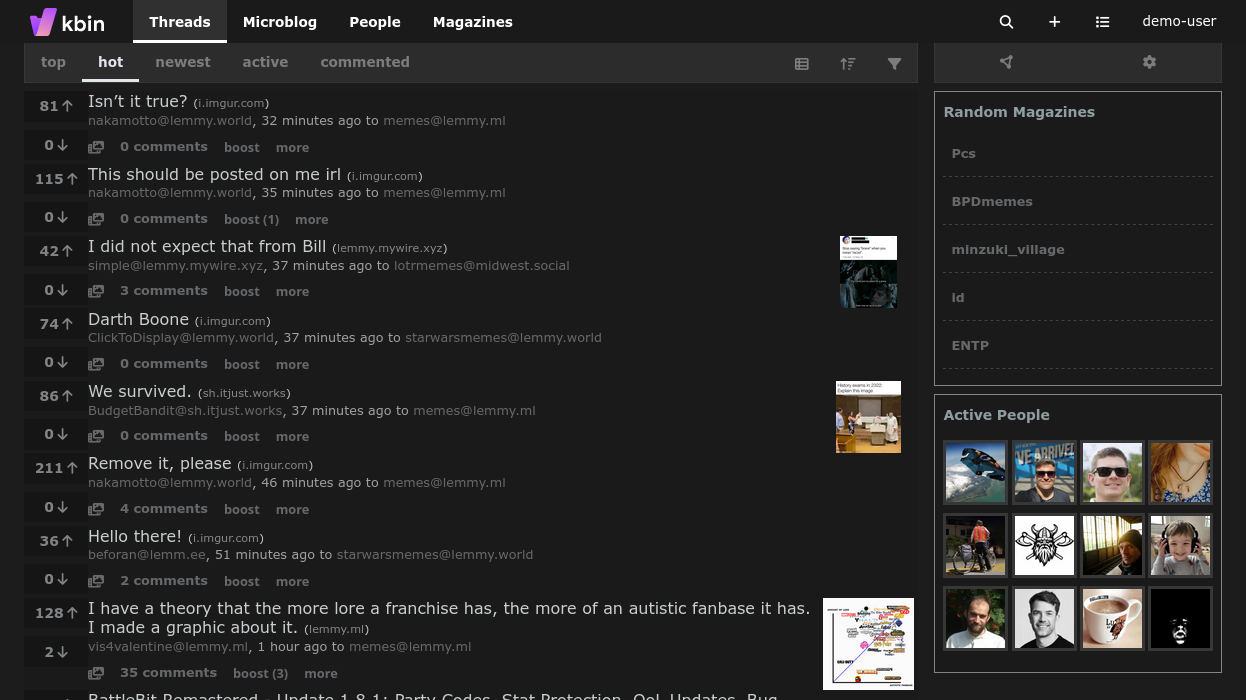 kbin Threads Microblog People Magazines demo-user
top hot newest active commented
81 Isn’t it true? (i.imgur.com)
nakamotto@lemmy.world, 32 minutes ago to memes@lemmy.ml
0 0 comments boost more
115 This should be posted on me irl (i.imgur.com)
nakamotto@lemmy.world, 35 minutes ago to memes@lemmy.ml
0 0 comments boost (1) more
42 I did not expect that from Bill (lemmy.mywire.xyz)
simple@lemmy.mywire.xyz, 37 minutes ago to lotrmemes@midwest.social
0 3 comments boost more
74 Darth Boone (i.imgur.com)
ClickToDisplay@lemmy.world, 37 minutes ago to starwarsmemes@lemmy.world
0 0 comments boost more
86 We survived. (sh.itjust.works)
BudgetBandit@sh.itjust.works, 37 minutes ago to memes@lemmy.ml
History exams in 2022:
Explain this image
0 0 comments boost more
211 Remove it, please (i.imgur.com)
nakamotto@lemmy.world, 46 minutes ago to memes@lemmy.ml
0 4 comments boost more
36 Hello there! (i.imgur.com)
beforan@lemm.ee, 51 minutes ago to starwarsmemes@lemmy.world
0 2 comments boost more
128 I have a theory that the more lore a franchise has, the more of an autistic fanbase it has.
I made a graphic about it. (lemmy.ml)
vis4valentine@lemmy.ml, 1 hour ago to memes@lemmy.ml
2 35 comments boost (3) more
CALL OF DUTY
BattleBit Remastered - Update 1.8.1: Party Codes, Stat Protection, QoL Updates, Bug
Random Magazines
Pcs
BPDmemes
minzuki_village
id
ENTP
Active People